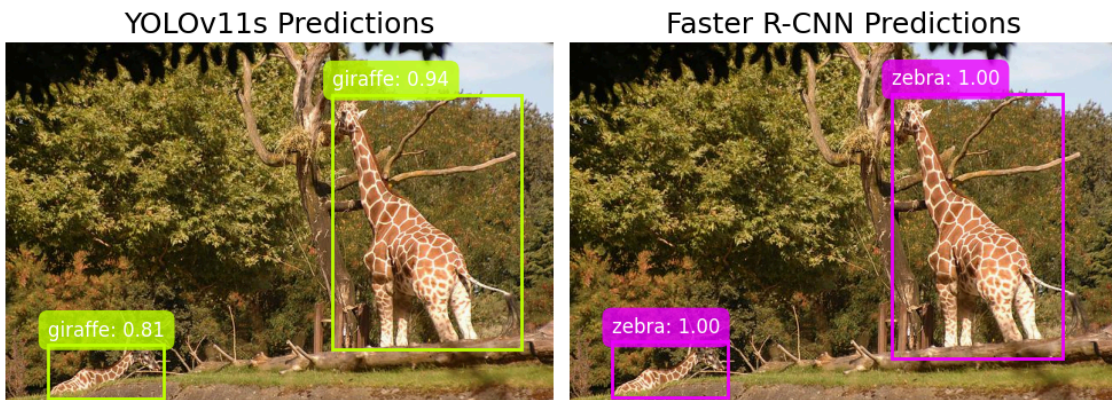 YOLOv11s Predictions
Faster R-CNN Predictions
giraffe: 0.94
zebra: 1.00
giraffe: 0.81
zebra: 1.00